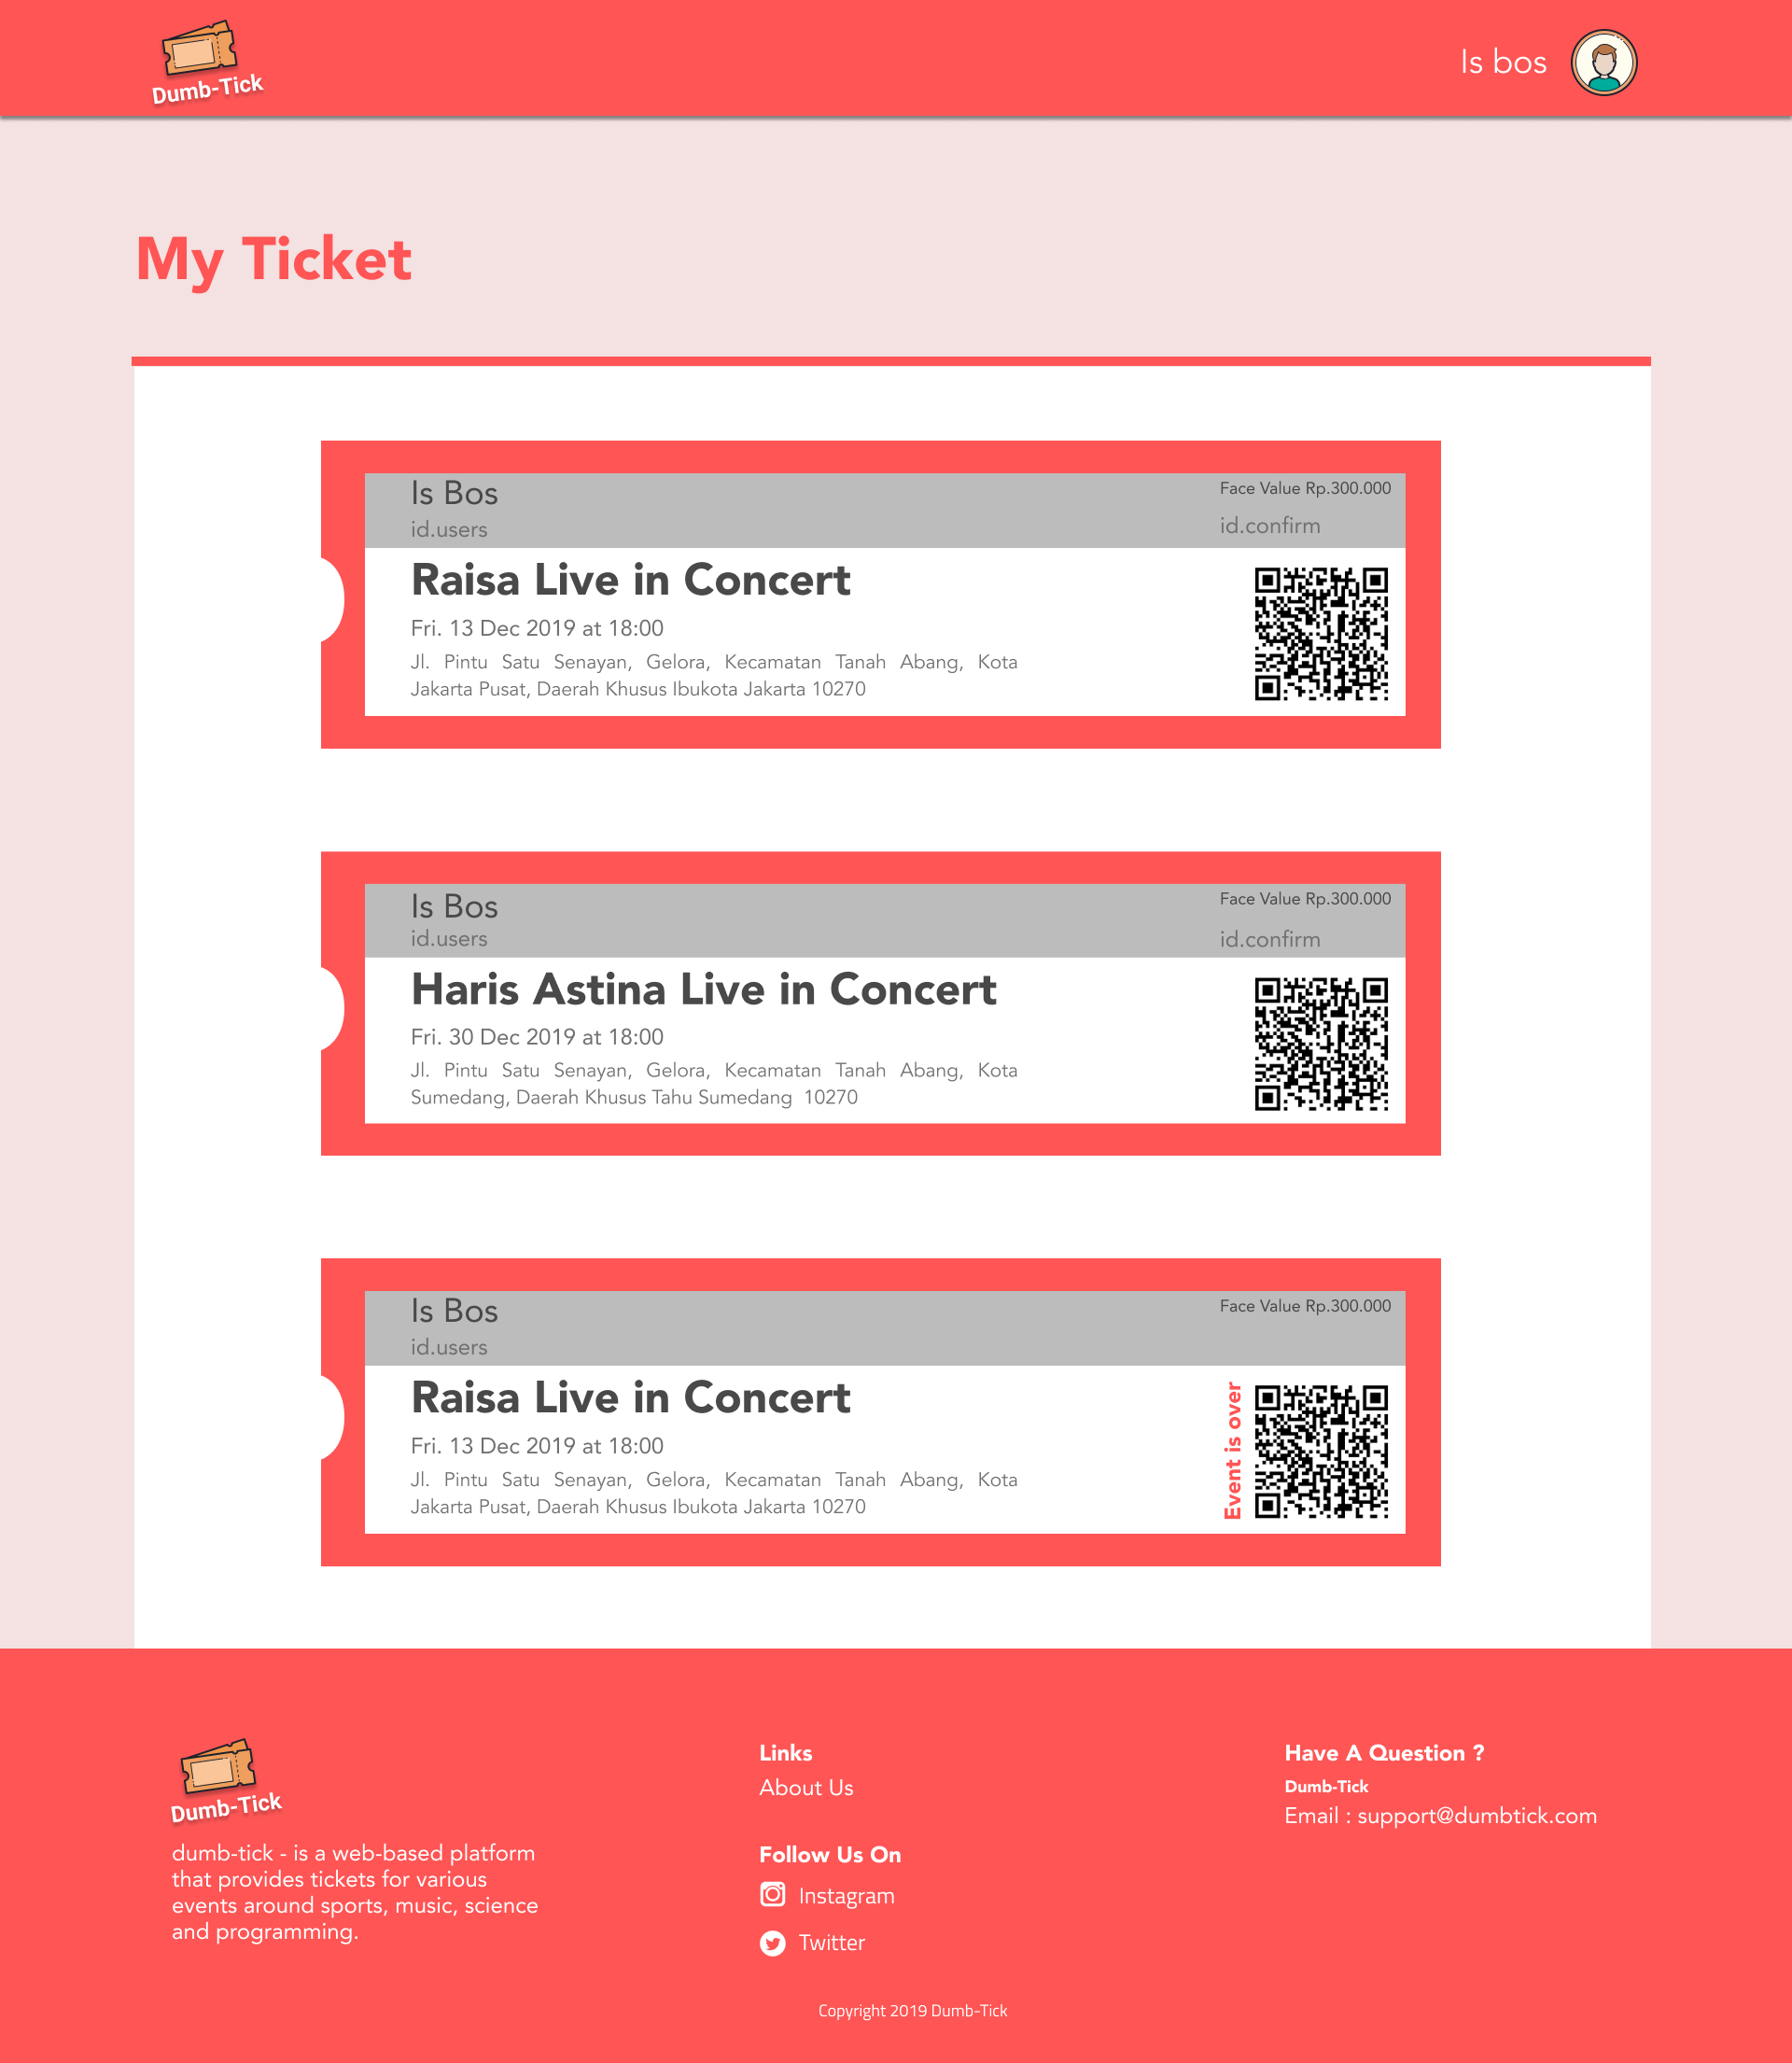 Dumb-Tick
Is bos
My Ticket
Is Bos
Face Value Rp.300.000
id.users
id.confirm
Raisa Live in Concert
Fri. 13 Dec 2019 at 18:00
Jl. Pintu Satu Senayan, Gelora, Kecamatan Tanah Abang, Kota
Jakarta Pusat, Daerah Khusus Ibukota Jakarta 10270
Is Bos
Face Value Rp.300.000
id.users
id.confirm
Haris Astina Live in Concert
Fri. 30 Dec 2019 at 18:00
Jl. Pintu Satu Senayan, Gelora, Kecamatan Tanah Abang, Kota
Sumedang, Daerah Khusus Tahu Sumedang 10270
Is Bos
Face Value Rp.300.000
id.users
Raisa Live in Concert
Fri. 13 Dec 2019 at 18:00
Jl. Pintu Satu Senayan, Gelora, Kecamatan Tanah Abang, Kota
Jakarta Pusat, Daerah Khusus Ibukota Jakarta 10270
Event is over
Dumb-Tick
dumb-tick - is a web-based platform
that provides tickets for various
events around sports, music, science
and programming.
Links
About Us
Follow Us On
Instagram
Twitter
Have A Question ?
Dumb-Tick
Email : support@dumbtick.com
Copyright 2019 Dumb-Tick